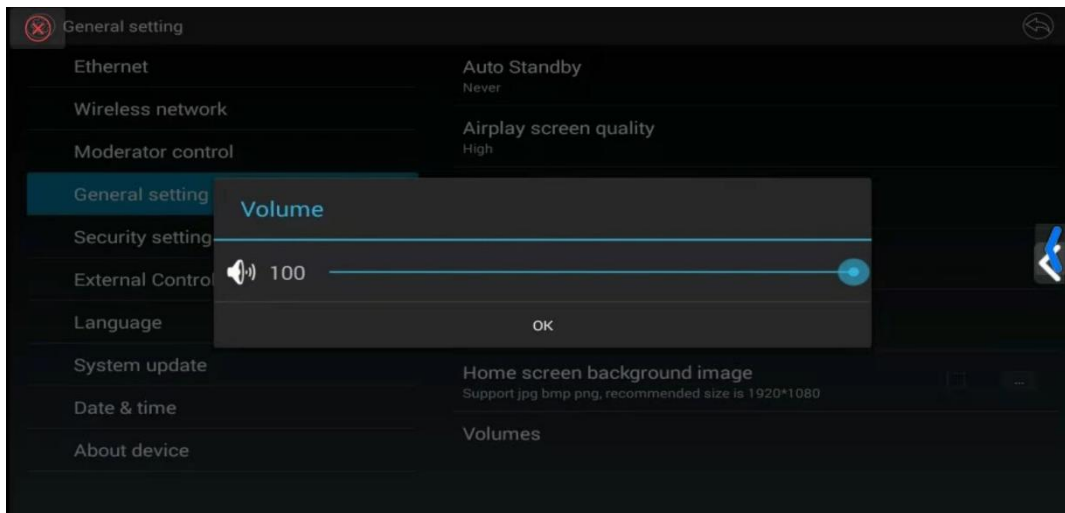 General setting
Ethernet
Wireless network
Moderator control
General setting
Security setting
External Control
Language
System update
Date & time
About device
Auto Standby
Never
Airplay screen quality
High
Volume
100
OK
Home screen background image
Support jpg bmp png, recommended size is 1920*1080
...
Volumes